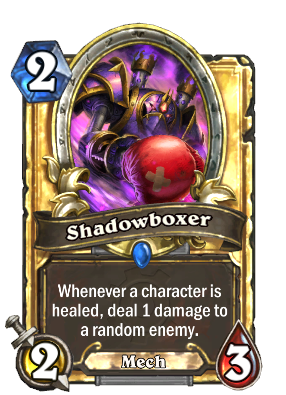 2
Shadowboxer
Whenever a character is
healed, deal 1 damage to
a random enemy.
2
Mech
3